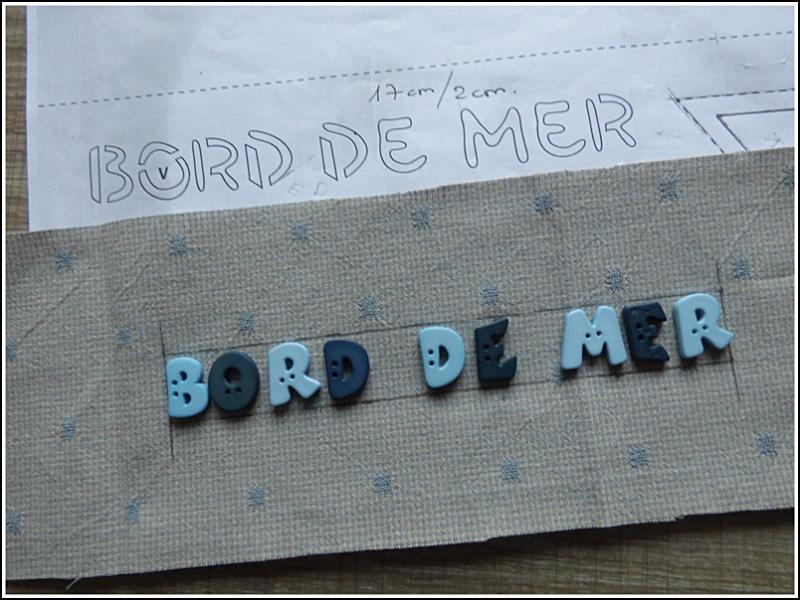 17cm/2cm.
BORD DE MER
V
BORD DE MER